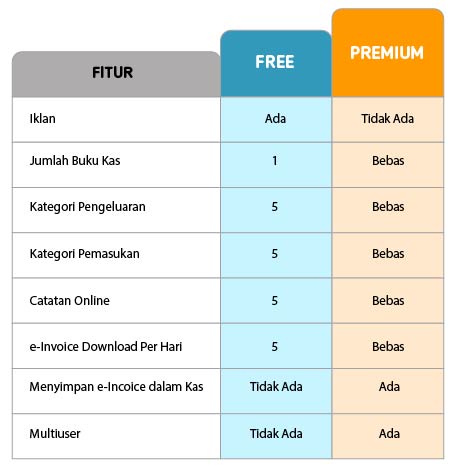 FITUR FREE PREMIUM
Iklan Ada Tidak Ada
Jumlah Buku Kas 1 Bebas
Kategori Pengeluaran 5 Bebas
Kategori Pemasukan 5 Bebas
Catatan Online 5 Bebas
e-Invoice Download Per Hari 5 Bebas
Menyimpan e-Incoice dalam Kas Tidak Ada Ada
Multiuser Tidak Ada Ada